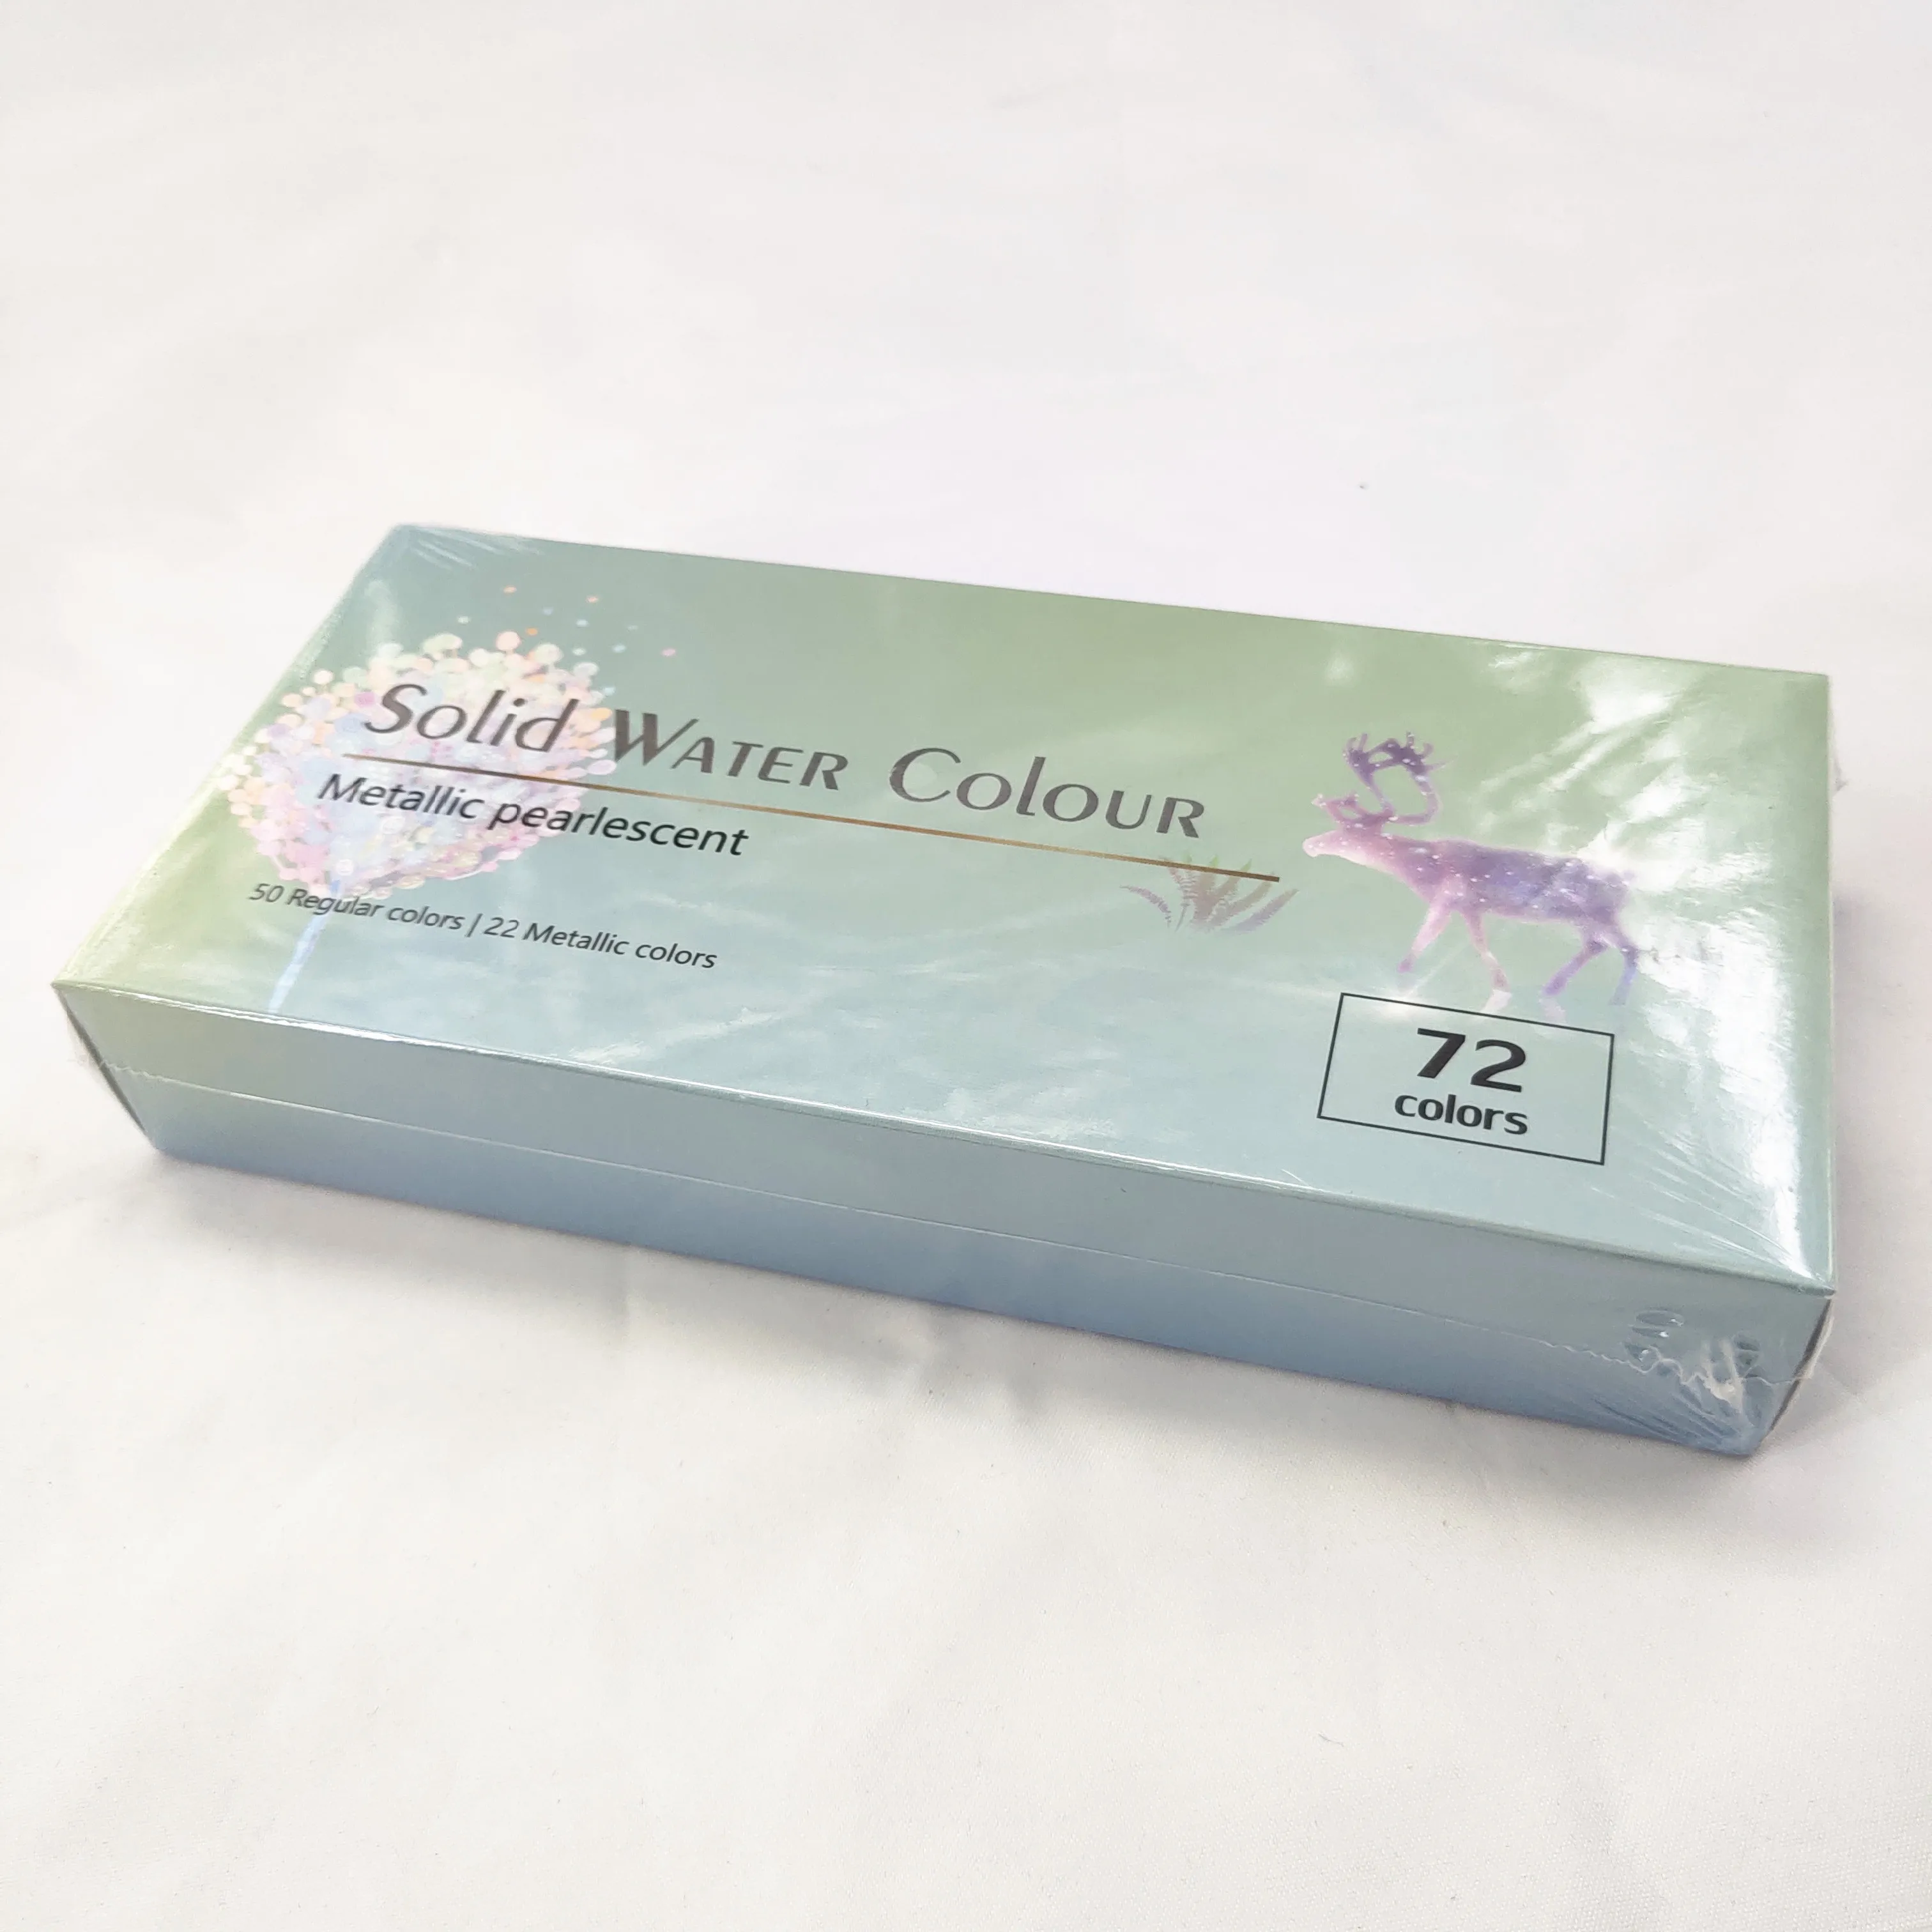 Solid WATER ColoUR
Metallic pearlescent
50 Regular colors | 22 Metallic colors
72
colors